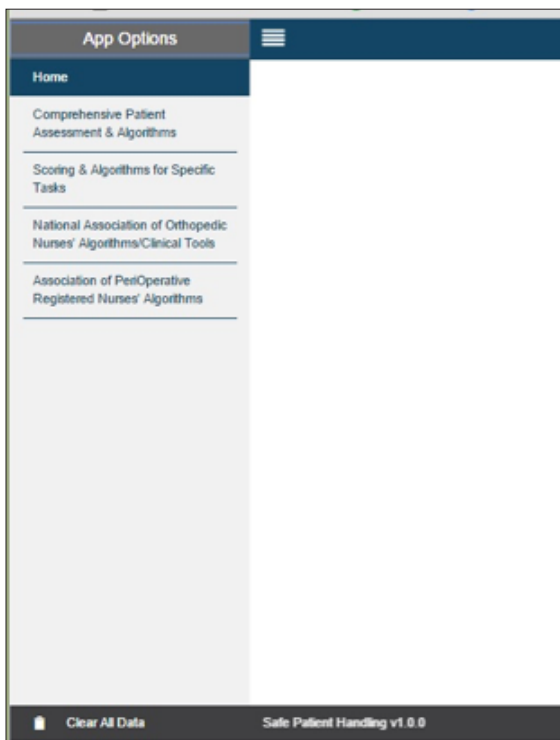 App Options
Home
Comprehensive Patient
Assessment & Algorithms
Scoring & Algorithms for Specific
Tasks
National Association of Orthopedic
Nurses' Algorithms/Clinical Tools
Association of PeriOperative
Registered Nurses' Algorithms
Clear All Data
Safe Patient Handling v1.0.0